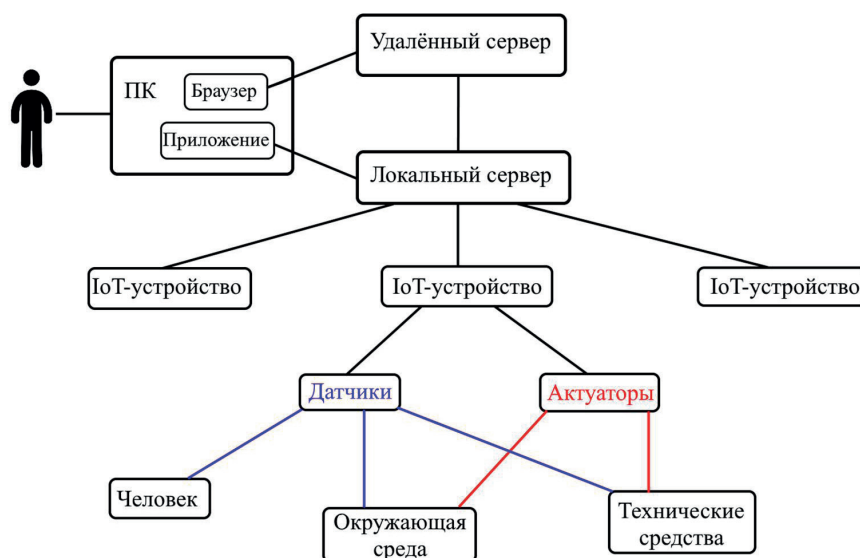 Удалённый сервер
ПК
Браузер
Приложение
Локальный сервер
IoT-устройство
IoT-устройство
IoT-устройство
Датчики
Актуаторы
Человек
Окружающая
среда
Технические
средства